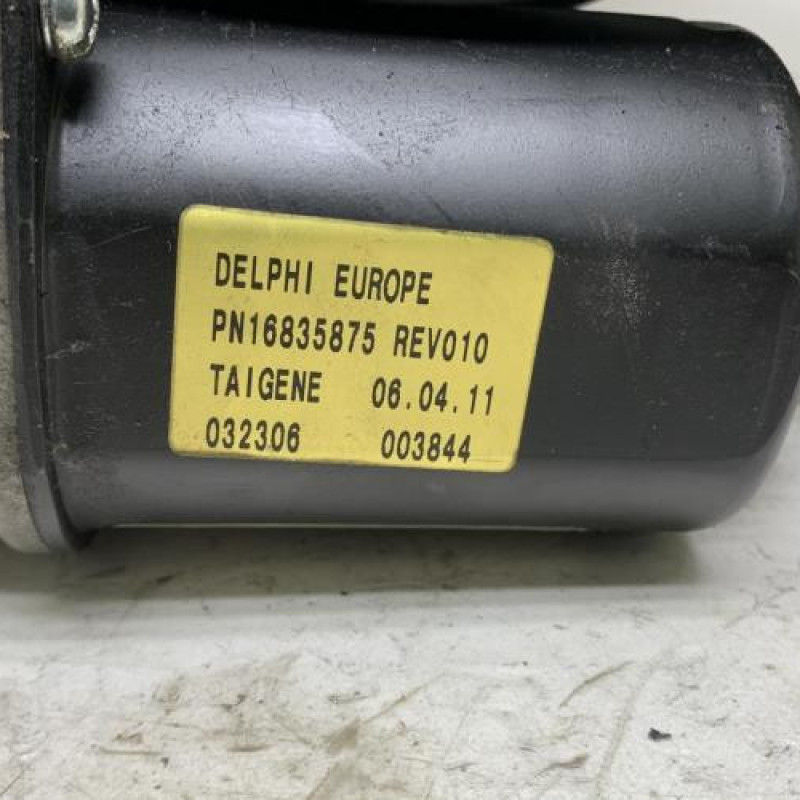 DELPHI EUROPE
PN16835875 REV010
TAIGENE 06.04.11
032306 003844